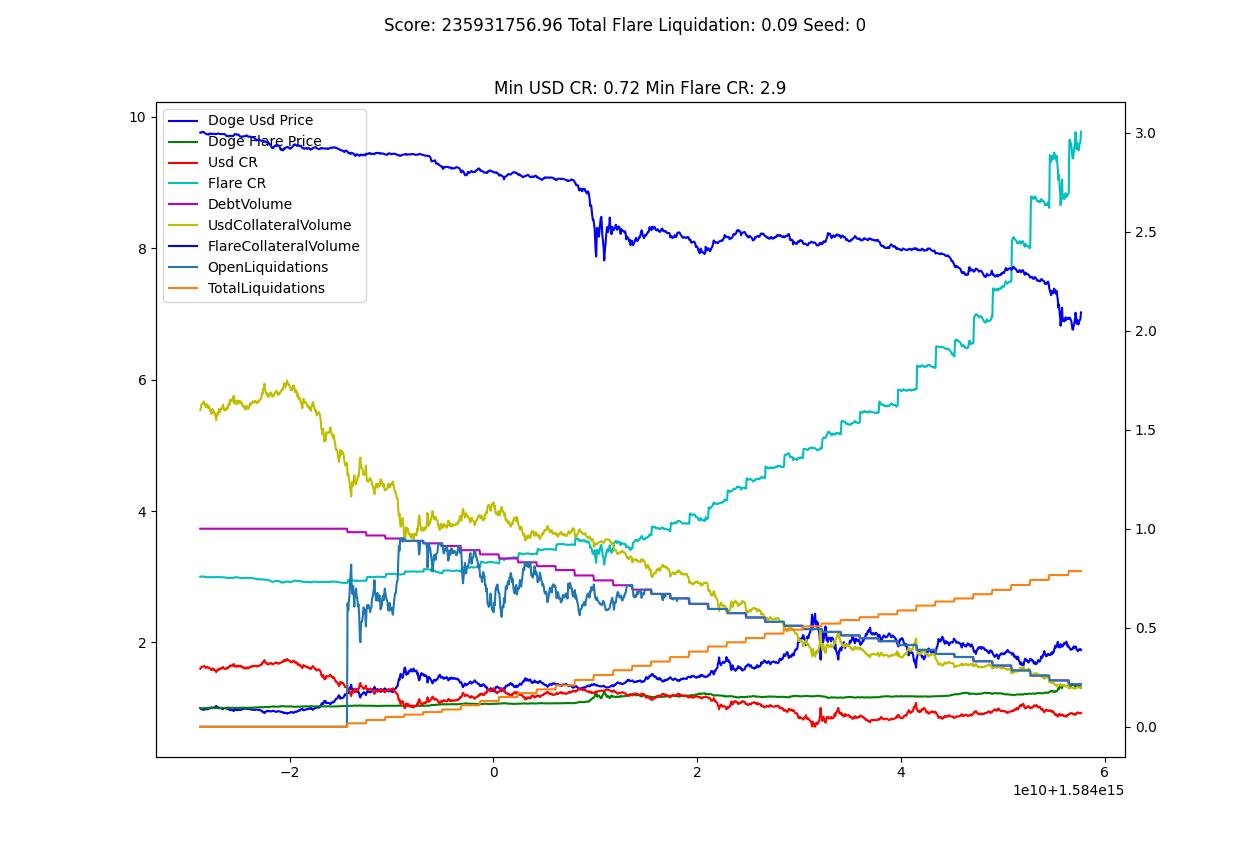 Score: 235931756.96 Total Flare Liquidation: 0.09 Seed: 0
Min USD CR: 0.72 Min Flare CR: 2.9
Doge Usd Price
Doge Flare Price
Usd CR
Flare CR
DebtVolume
UsdCollateralVolume
FlareCollateralVolume
OpenLiquidations
TotalLiquidations
10
8
6
4
2
3.0
2.5
2.0
1.5
1.0
0.5
0.0
−2
0
2
4
6
1e10+1.584e15